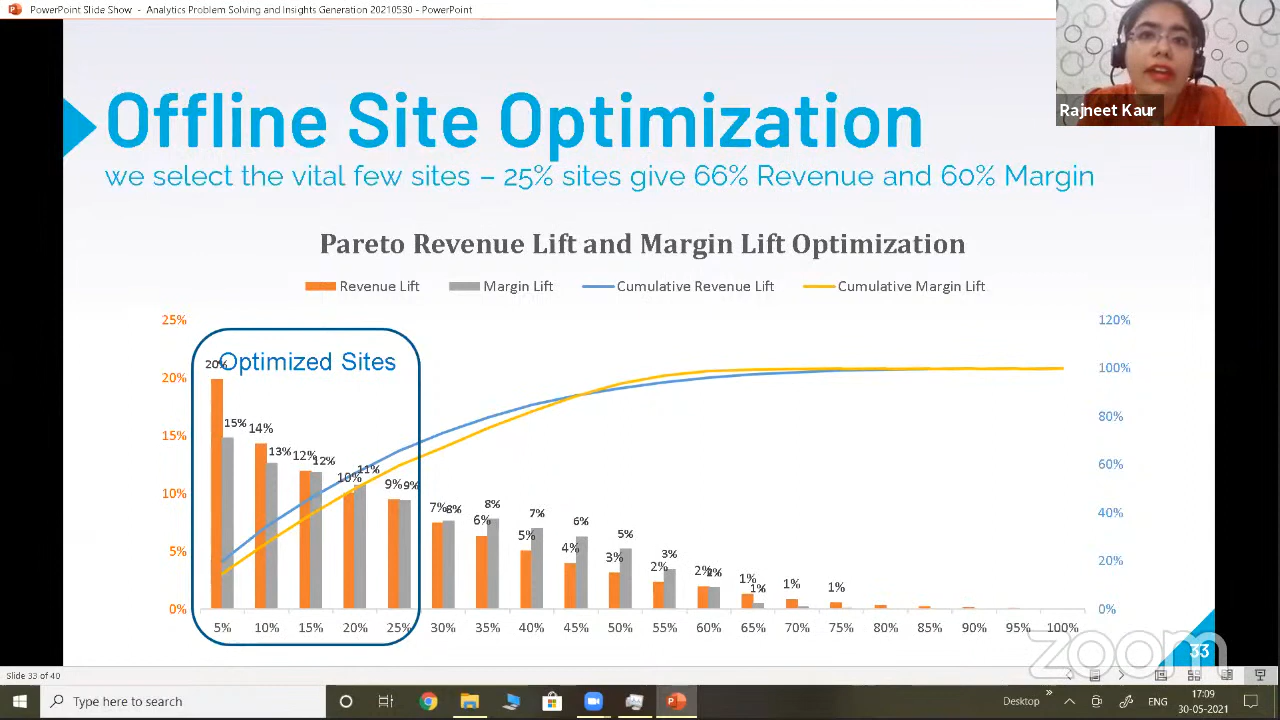 PowerPoint Slide Show - Analytics Problem Solving and Insights Generation 20210530 - PowerPoint
Rajneet Kaur
Offline Site Optimization
we select the vital few sites – 25% sites give 66% Revenue and 60% Margin
Pareto Revenue Lift and Margin Lift Optimization
Revenue Lift Margin Lift Cumulative Revenue Lift Cumulative Margin Lift
25% 120%
Optimized Sites
20% 100%
20%
15% 14% 80%
15%
13% 12% 12%
10% 11% 60%
10%
9% 9%
7% 8% 6% 8% 5% 7% 4% 6% 3% 5% 2% 3% 2% 2% 1% 1% 1% 1%
40%
5% 20%
0% 0%
5% 10% 15% 20% 25% 30% 35% 40% 45% 50% 55% 60% 65% 70% 75% 80% 85% 90% 95% 100%
33
zoom
Slide 33 of 40
Type here to search
Desktop
ENG
17:09
30-05-2021